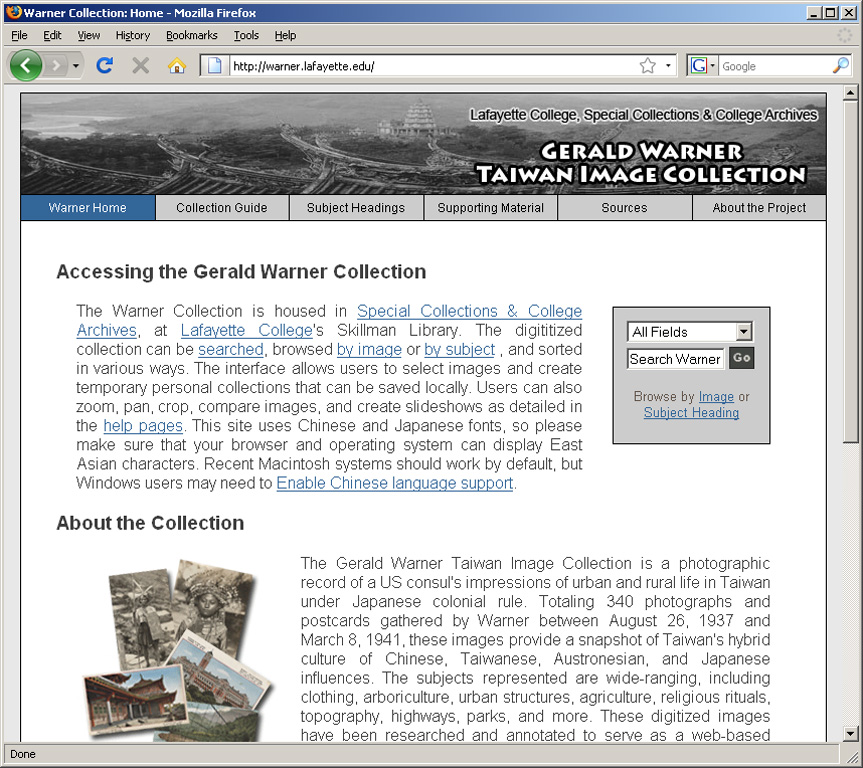 Warner Collection: Home - Mozilla Firefox
File Edit View History Bookmarks Tools Help
http://warner.lafayette.edu/
G Google
Lafayette College, Special Collections & College Archives
GERALD WARNER
TAIWAN IMAGE COLLECTION
Warner Home Collection Guide Subject Headings Supporting Material Sources About the Project
Accessing the Gerald Warner Collection
The Warner Collection is housed in Special Collections & College
Archives, at Lafayette College's Skillman Library. The digititized
collection can be searched, browsed by image or by subject , and sorted
in various ways. The interface allows users to select images and create
temporary personal collections that can be saved locally. Users can also
zoom, pan, crop, compare images, and create slideshows as detailed in
the help pages. This site uses Chinese and Japanese fonts, so please
make sure that your browser and operating system can display East
Asian characters. Recent Macintosh systems should work by default, but
Windows users may need to Enable Chinese language support.
All Fields
Search Warner Go
Browse by Image or
Subject Heading
About the Collection
The Gerald Warner Taiwan Image Collection is a photographic
record of a US consul's impressions of urban and rural life in Taiwan
under Japanese colonial rule. Totaling 340 photographs and
postcards gathered by Warner between August 26, 1937 and
March 8, 1941, these images provide a snapshot of Taiwan's hybrid
culture of Chinese, Taiwanese, Austronesian, and Japanese
influences. The subjects represented are wide-ranging, including
clothing, arboriculture, urban structures, agriculture, religious rituals,
topography, highways, parks, and more. These digitized images
have been researched and annotated to serve as a web-based
Done